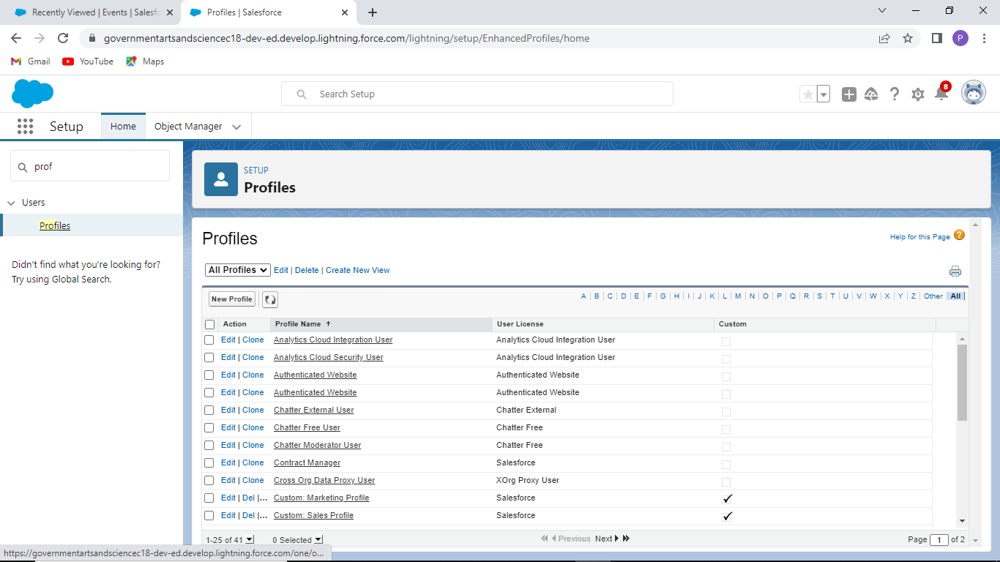 Recently Viewed | Events | Salesfo
Profiles | Salesforce
governmentartsandsciencec18-dev-ed.develop.lightning.force.com/lightning/setup/EnhancedProfiles/home
P
Gmail YouTube Maps
Search Setup
8
Setup Home Object Manager
prof
Users
Profiles
Didn't find what you're looking for?
Try using Global Search.
SETUP
Profiles
Profiles
Help for this Page ?
All Profiles Edit | Delete | Create New View
New Profile
A | B | C | D | E | F | G | H | I | J | K | L | M | N | O | P | Q | R | S | T | U | V | W | X | Y | Z | Other | All |
Action Profile Name ↑ User License Custom
Edit | Clone Analytics Cloud Integration User Analytics Cloud Integration User
Edit | Clone Analytics Cloud Security User Analytics Cloud Integration User
Edit | Clone Authenticated Website Authenticated Website
Edit | Clone Authenticated Website Authenticated Website
Edit | Clone Chatter External User Chatter External
Edit | Clone Chatter Free User Chatter Free
Edit | Clone Chatter Moderator User Chatter Free
Edit | Clone Contract Manager Salesforce
Edit | Clone Cross Org Data Proxy User XOrg Proxy User
Edit | Del |... Custom: Marketing Profile Salesforce ✓
Edit | Del |... Custom: Sales Profile Salesforce ✓
1-25 of 41 0 Selected Previous Next Page 1 of 2
https://governmentartsandsciencec18-dev-ed.develop.lightning.force.com/one/o...